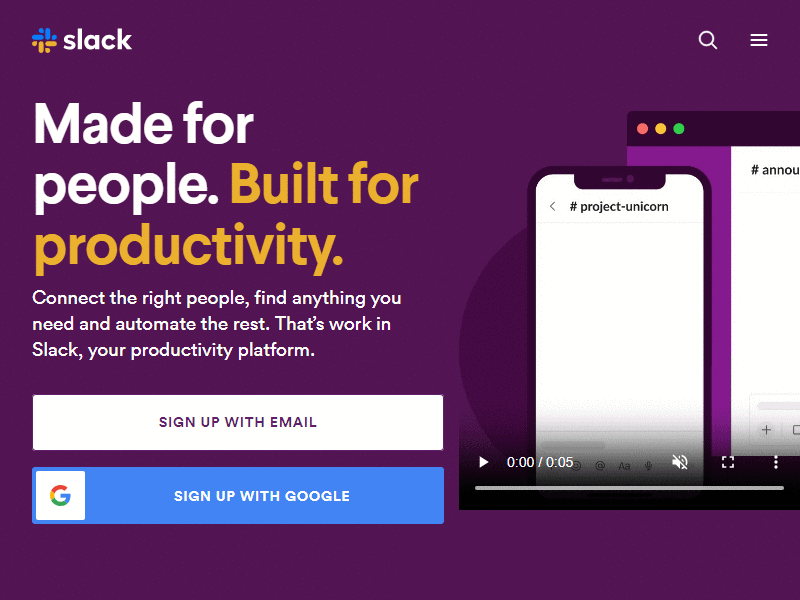 slack
Made for
people. Built for
productivity.
Connect the right people, find anything you
need and automate the rest. That’s work in
Slack, your productivity platform.
SIGN UP WITH EMAIL
SIGN UP WITH GOOGLE
# project-unicorn
# annou
Aa
0:00 / 0:05